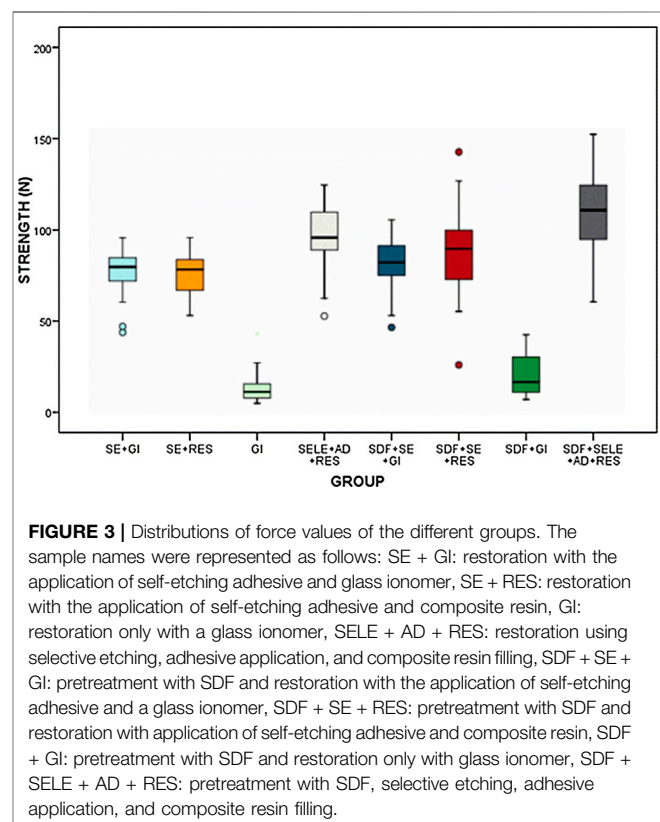 200
150
100
50
0
STRENGTH (N)
SE+GI SE+RES GI SELE+AD +RES SDF+SE +GI SDF+SE +RES SDF+GI SDF+SELE +AD+RES
GROUP
FIGURE 3 | Distributions of force values of the different groups. The
sample names were represented as follows: SE + GI: restoration with the
application of self-etching adhesive and glass ionomer, SE + RES: restoration
with the application of self-etching adhesive and composite resin, GI:
restoration only with a glass ionomer, SELE + AD + RES: restoration using
selective etching, adhesive application, and composite resin filling, SDF + SE +
GI: pretreatment with SDF and restoration with the application of self-etching
adhesive and a glass ionomer, SDF + SE + RES: pretreatment with SDF and
restoration with application of self-etching adhesive and composite resin, SDF
+ GI: pretreatment with SDF and restoration only with glass ionomer, SDF +
SELE + AD + RES: pretreatment with SDF, selective etching, adhesive
application, and composite resin filling.